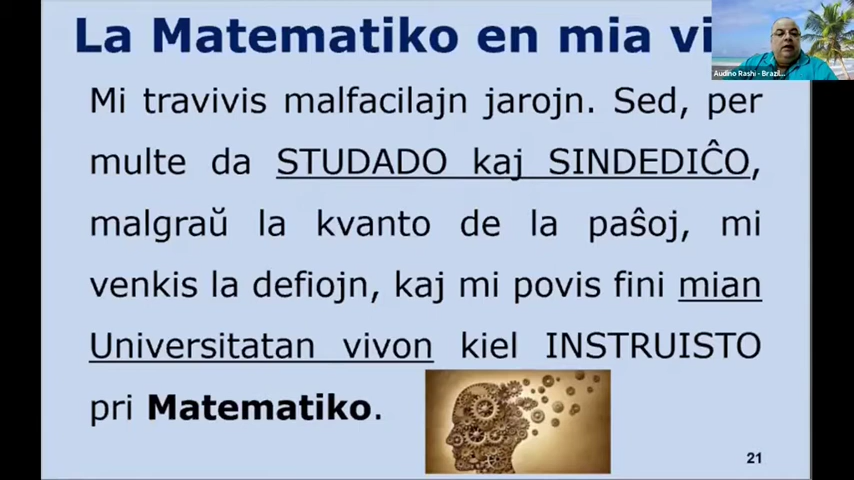 La Matematiko en mia vi
Audino Rashi - Brazil...
Mi travivis malfacilajn jarojn. Sed, per
multe da STUDADO kaj SINDEDIĈO,
malgraŭ la kvanto de la paŝoj, mi
venkis la defiojn, kaj mi povis fini mian
Universitatan vivon kiel INSTRUISTO
pri Matematiko.
21